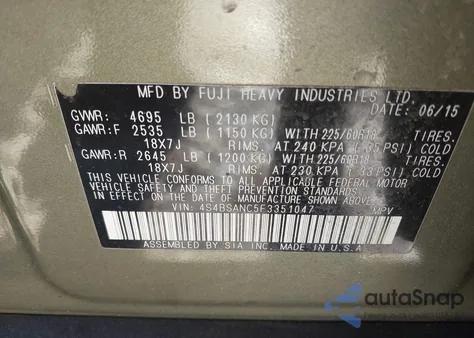 MFD BY FUJI HEAVY INDUSTRIES LTD.
DATE: 06/15
GVWR: 4695 LB (2130 KG)
GAWR:F 2535 LB (1150 KG) WITH 225/60R18 TIRES.
18X7J RIMS. AT 240 KPA (35 PSI) COLD
GAWR:R 2645 LB (1200 KG) WITH 225/60R18 TIRES.
18X7J RIMS. AT 230 KPA (33 PSI) COLD
THIS VEHICLE CONFORMS TO ALL APPLICABLE FEDERAL MOTOR
VEHICLE SAFETY, BUMPER, AND THEFT
PREVENTION STANDARDS IN EFFECT ON THE DATE OF MANUFACTURE SHOWN ABOVE.
VIN: 4S4BSANC5F3351047 MPV
ASSEMBLED BY SIA INC. MADE IN U.S.A
autoSnap